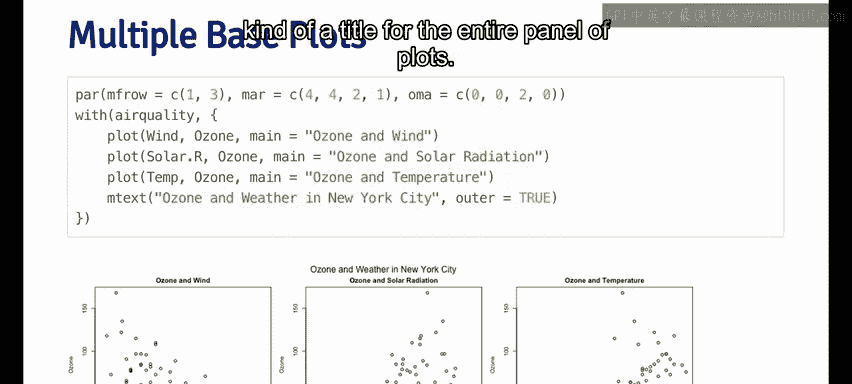 Multiple Base Plots
kind of a title for the entire panel of
plots.
par(mfrow = c(1, 3), mar = c(4, 4, 2, 1), oma = c(0, 0, 2, 0))
with(airquality, {
    plot(Wind, Ozone, main = "Ozone and Wind")
    plot(Solar.R, Ozone, main = "Ozone and Solar Radiation")
    plot(Temp, Ozone, main = "Ozone and Temperature")
    mtext("Ozone and Weather in New York City", outer = TRUE)
})
Ozone and Weather in New York City
Ozone and Wind
Ozone and Solar Radiation
Ozone and Temperature
150
150
150
100
100
100
Ozone
Ozone
Ozone